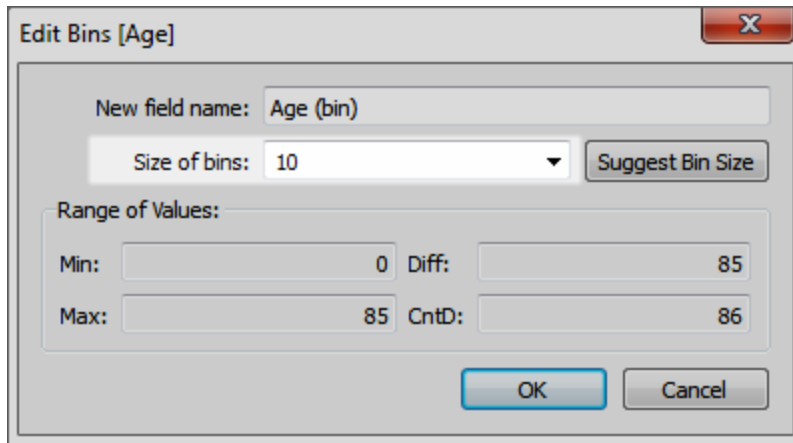 Edit Bins [Age]
New field name: Age (bin)
Size of bins: 10 Suggest Bin Size
Range of Values:
Min: 0 Diff: 85
Max: 85 CntD: 86
OK Cancel